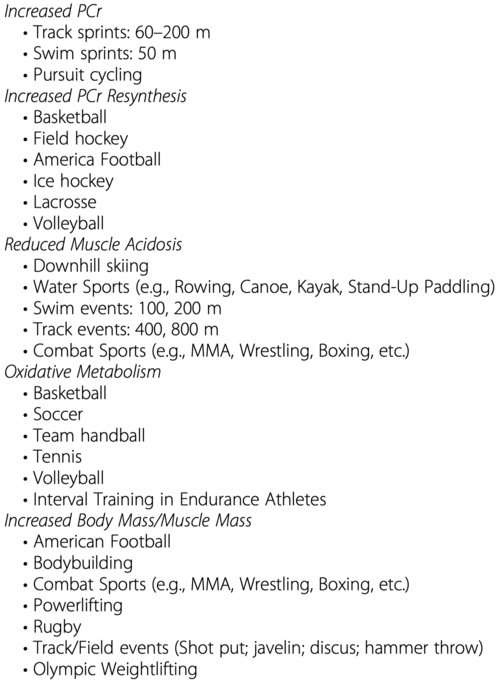 Increased PCr
• Track sprints: 60–200 m
• Swim sprints: 50 m
• Pursuit cycling
Increased PCr Resynthesis
• Basketball
• Field hockey
• America Football
• Ice hockey
• Lacrosse
• Volleyball
Reduced Muscle Acidosis
• Downhill skiing
• Water Sports (e.g., Rowing, Canoe, Kayak, Stand-Up Paddling)
• Swim events: 100, 200 m
• Track events: 400, 800 m
• Combat Sports (e.g., MMA, Wrestling, Boxing, etc.)
Oxidative Metabolism
• Basketball
• Soccer
• Team handball
• Tennis
• Volleyball
• Interval Training in Endurance Athletes
Increased Body Mass/Muscle Mass
• American Football
• Bodybuilding
• Combat Sports (e.g., MMA, Wrestling, Boxing, etc.)
• Powerlifting
• Rugby
• Track/Field events (Shot put; javelin; discus; hammer throw)
• Olympic Weightlifting